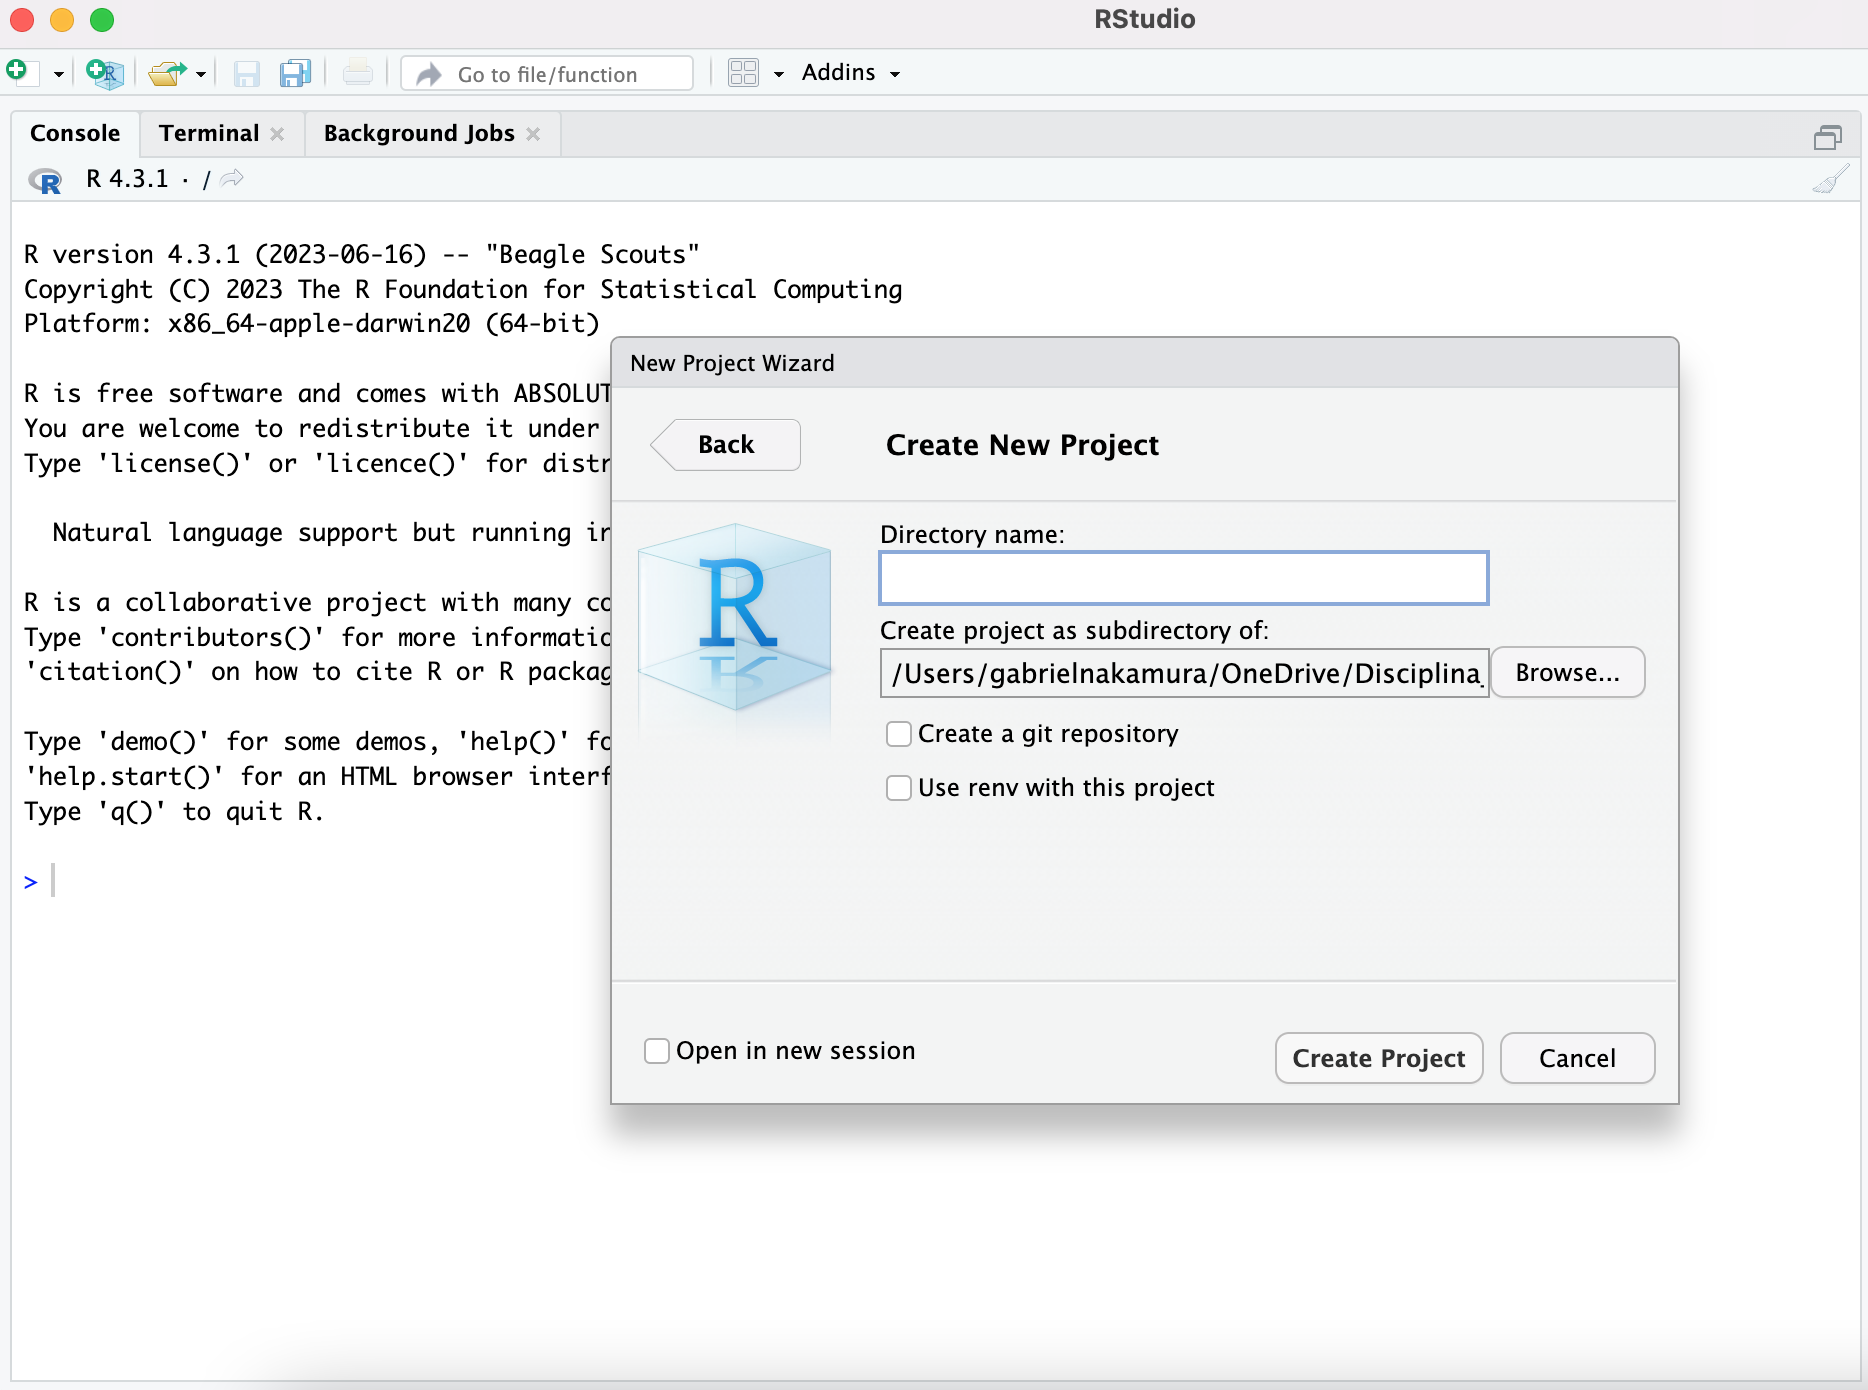 RStudio
Go to file/function
Addins
Console
Terminal
Background Jobs
R 4.3.1 · /
R version 4.3.1 (2023-06-16) -- "Beagle Scouts"
Copyright (C) 2023 The R Foundation for Statistical Computing
Platform: x86_64-apple-darwin20 (64-bit)
R is free software and comes with ABSOLUT
You are welcome to redistribute it under
Type 'license()' or 'licence()' for distr
Natural language support but running in
R is a collaborative project with many co
Type 'contributors()' for more informatio
'citation()' on how to cite R or R packag
Type 'demo()' for some demos, 'help()' fo
'help.start()' for an HTML browser interf
Type 'q()' to quit R.
>
New Project Wizard
Back
Create New Project
R
Directory name:
Create project as subdirectory of:
/Users/gabrielnakamura/OneDrive/Disciplina_
Browse...
Create a git repository
Use renv with this project
Open in new session
Create Project
Cancel